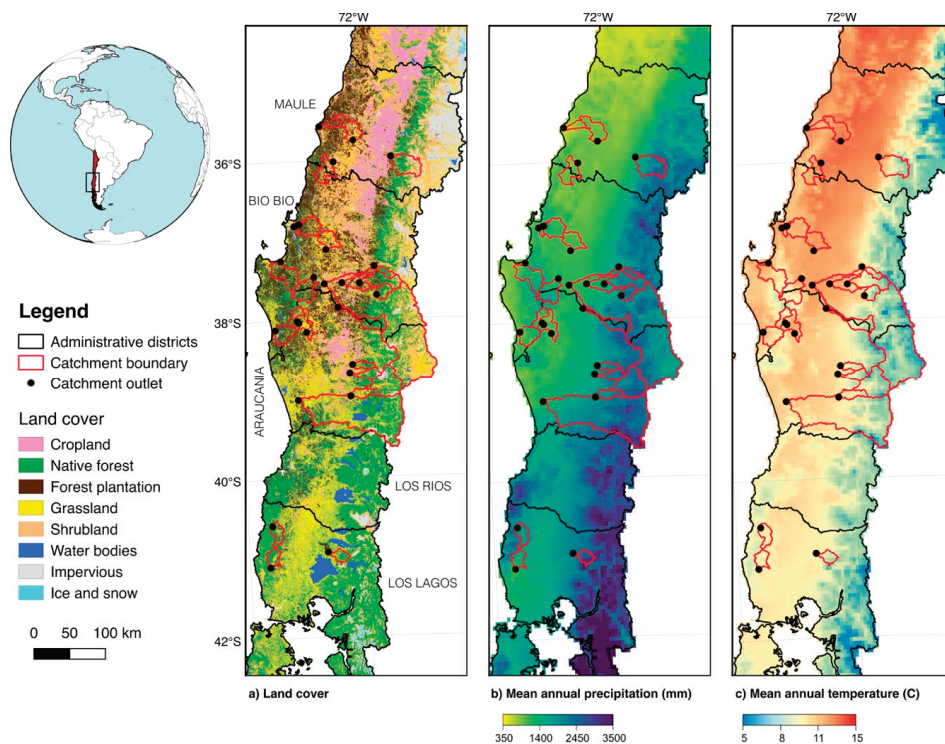 72°W
72°W
72°W
MAULE
36°S
BIO BIO
38°S
ARAUCANIA
40°S
LOS RIOS
LOS LAGOS
42°S
Legend
Administrative districts
Catchment boundary
Catchment outlet
Land cover
Cropland
Native forest
Forest plantation
Grassland
Shrubland
Water bodies
Impervious
Ice and snow
0 50 100 km
a) Land cover
b) Mean annual precipitation (mm)
c) Mean annual temperature (C)
350 1400 2450 3500
5 8 11 15